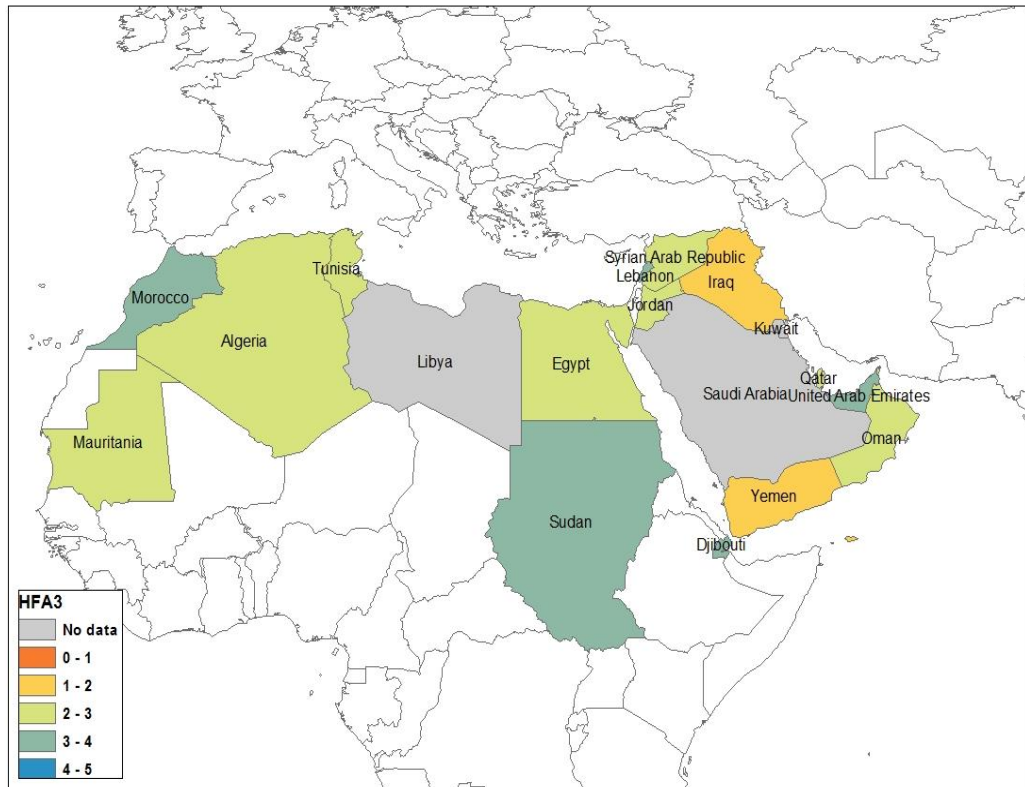 Syrian Arab Republic
Tunisia
Lebanon
Iraq
Morocco
Jordan
Kuwait
Algeria
Libya
Egypt
Qatar
Saudi Arabia
United Arab Emirates
Mauritania
Oman
Yemen
Sudan
Djibouti
HFA3
No data
0 - 1
1 - 2
2 - 3
3 - 4
4 - 5